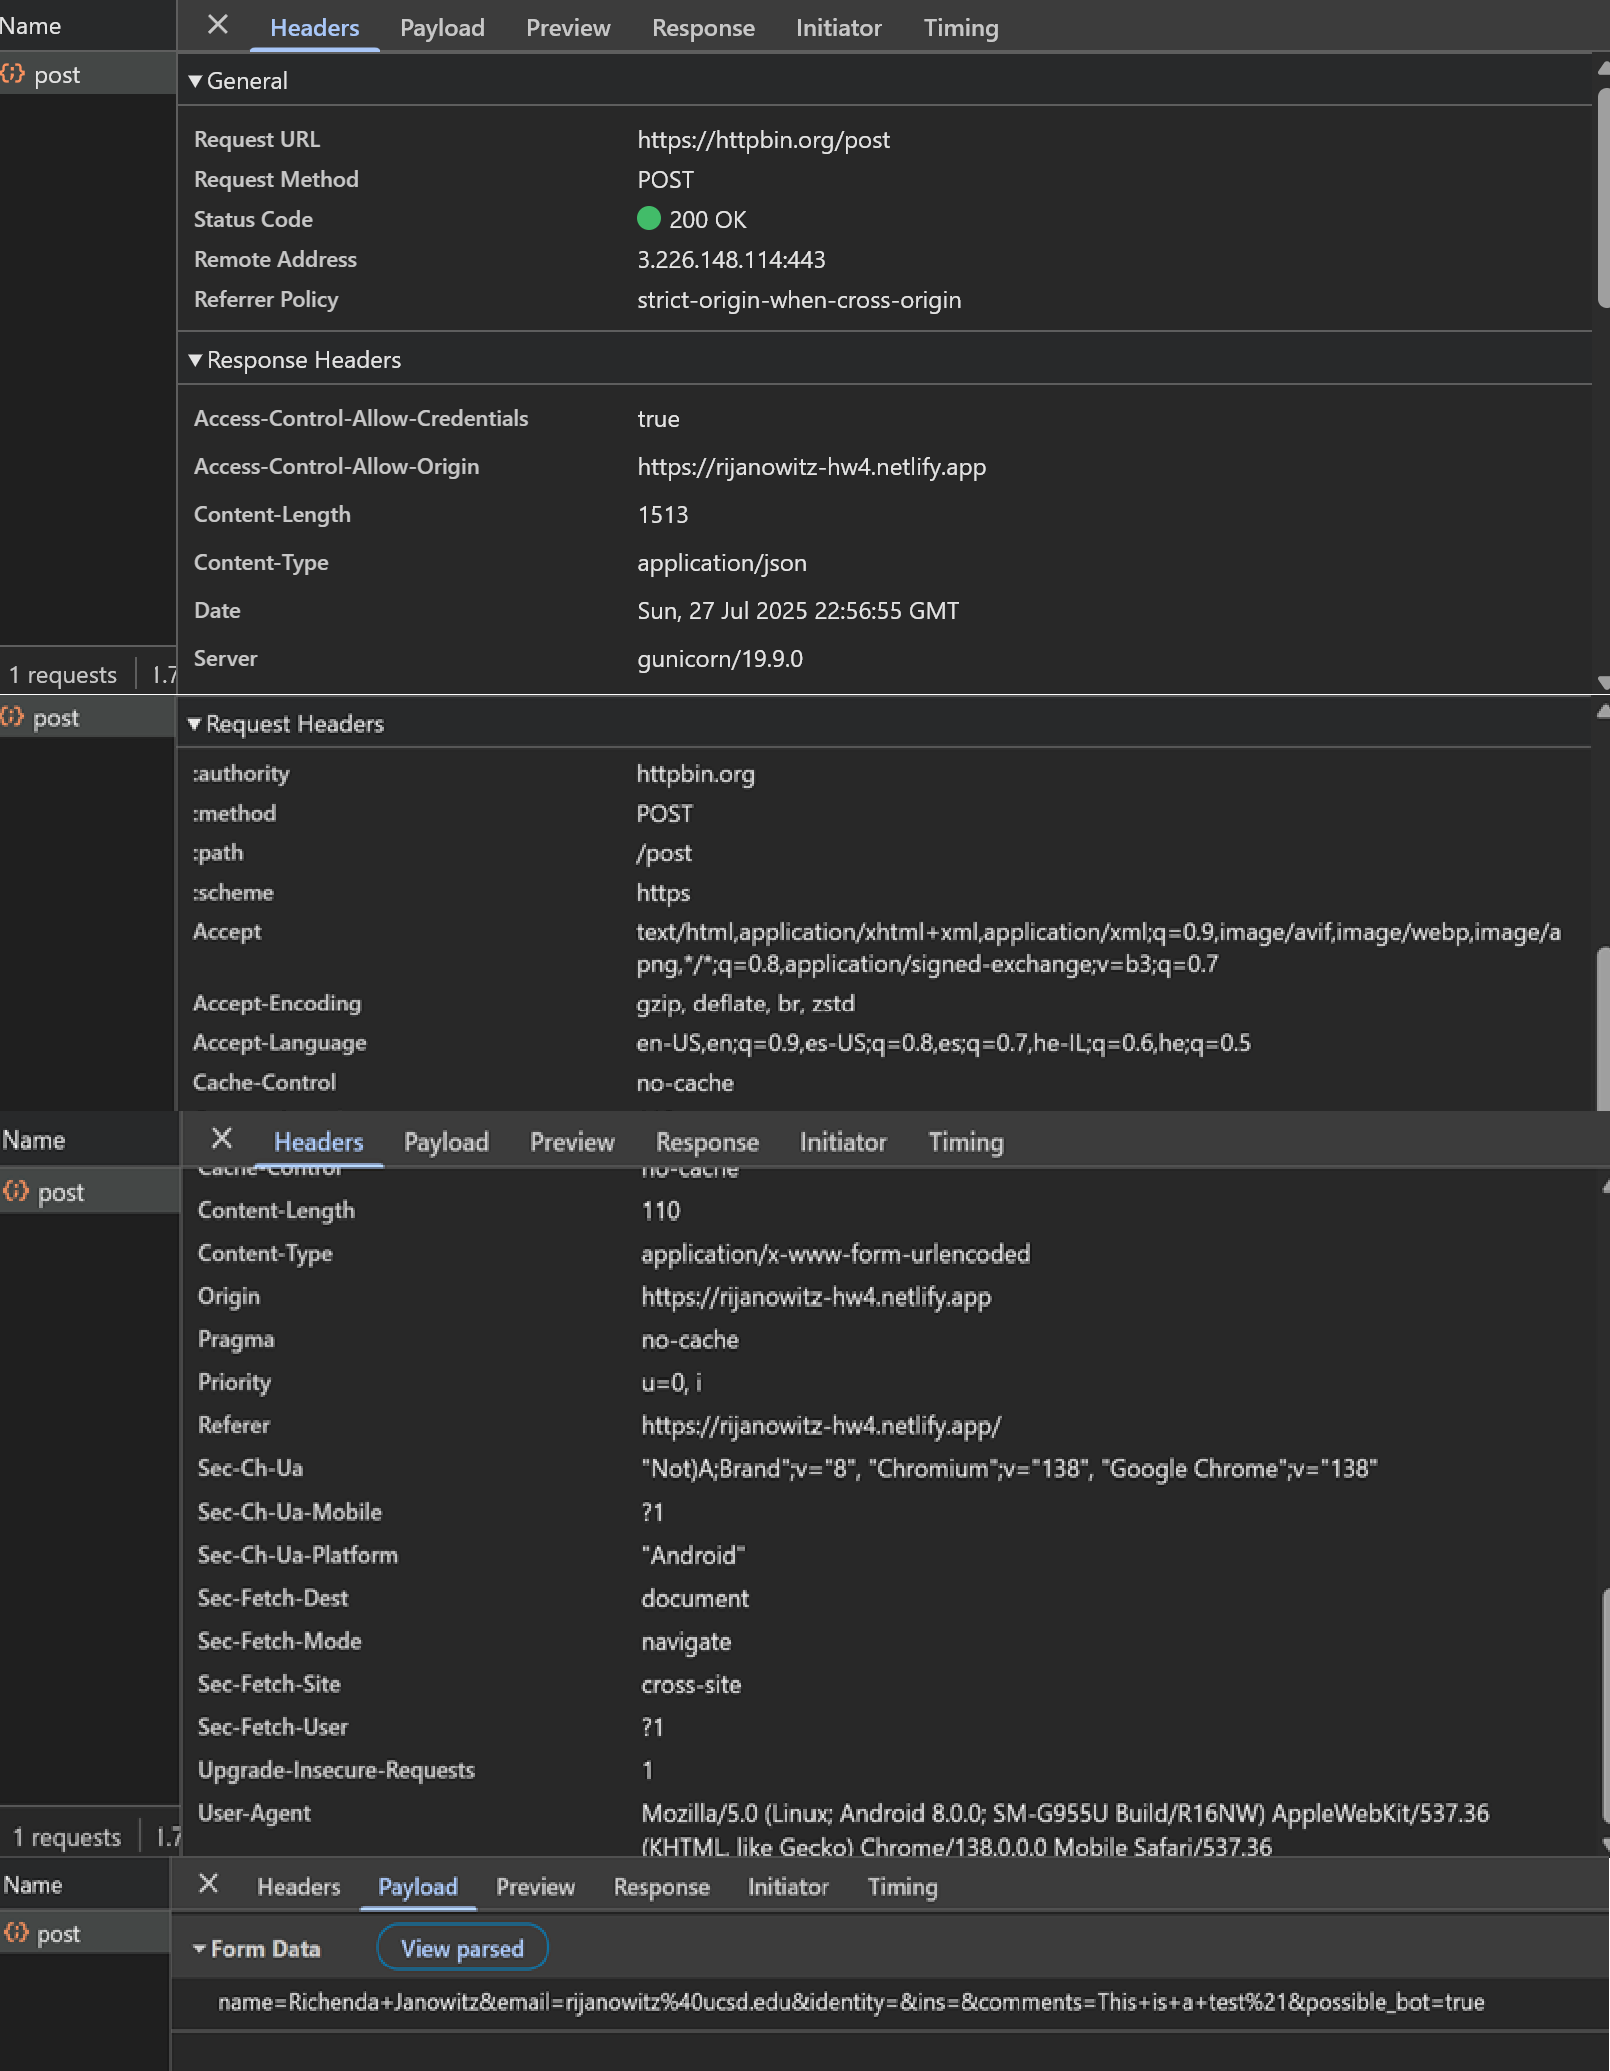 Name
Headers Payload Preview Response Initiator Timing
post
General
Request URL https://httpbin.org/post
Request Method POST
Status Code 200 OK
Remote Address 3.226.148.114:443
Referrer Policy strict-origin-when-cross-origin
Response Headers
Access-Control-Allow-Credentials true
Access-Control-Allow-Origin https://rijanowitz-hw4.netlify.app
Content-Length 1513
Content-Type application/json
Date Sun, 27 Jul 2025 22:56:55 GMT
Server gunicorn/19.9.0
1 requests 1.7
post
Request Headers
:authority httpbin.org
:method POST
:path /post
:scheme https
Accept text/html,application/xhtml+xml,application/xml;q=0.9,image/avif,image/webp,image/a
png,*/*;q=0.8,application/signed-exchange;v=b3;q=0.7
Accept-Encoding gzip, deflate, br, zstd
Accept-Language en-US,en;q=0.9,es-US;q=0.8,es;q=0.7,he-IL;q=0.6,he;q=0.5
Cache-Control no-cache
Name
Headers Payload Preview Response Initiator Timing
Cache-Control no-cache
post
Content-Length 110
Content-Type application/x-www-form-urlencoded
Origin https://rijanowitz-hw4.netlify.app
Pragma no-cache
Priority u=0, i
Referer https://rijanowitz-hw4.netlify.app/
Sec-Ch-Ua "Not)A;Brand";v="8", "Chromium";v="138", "Google Chrome";v="138"
Sec-Ch-Ua-Mobile ?1
Sec-Ch-Ua-Platform "Android"
Sec-Fetch-Dest document
Sec-Fetch-Mode navigate
Sec-Fetch-Site cross-site
Sec-Fetch-User ?1
Upgrade-Insecure-Requests 1
User-Agent Mozilla/5.0 (Linux; Android 8.0.0; SM-G955U Build/R16NW) AppleWebKit/537.36
(KHTML, like Gecko) Chrome/138.0.0.0 Mobile Safari/537.36
1 requests 1.7
Name
Headers Payload Preview Response Initiator Timing
post
Form Data View parsed
name=Richenda+Janowitz&email=rijanowitz%40ucsd.edu&identity=&ins=&comments=This+is+a+test%21&possible_bot=true